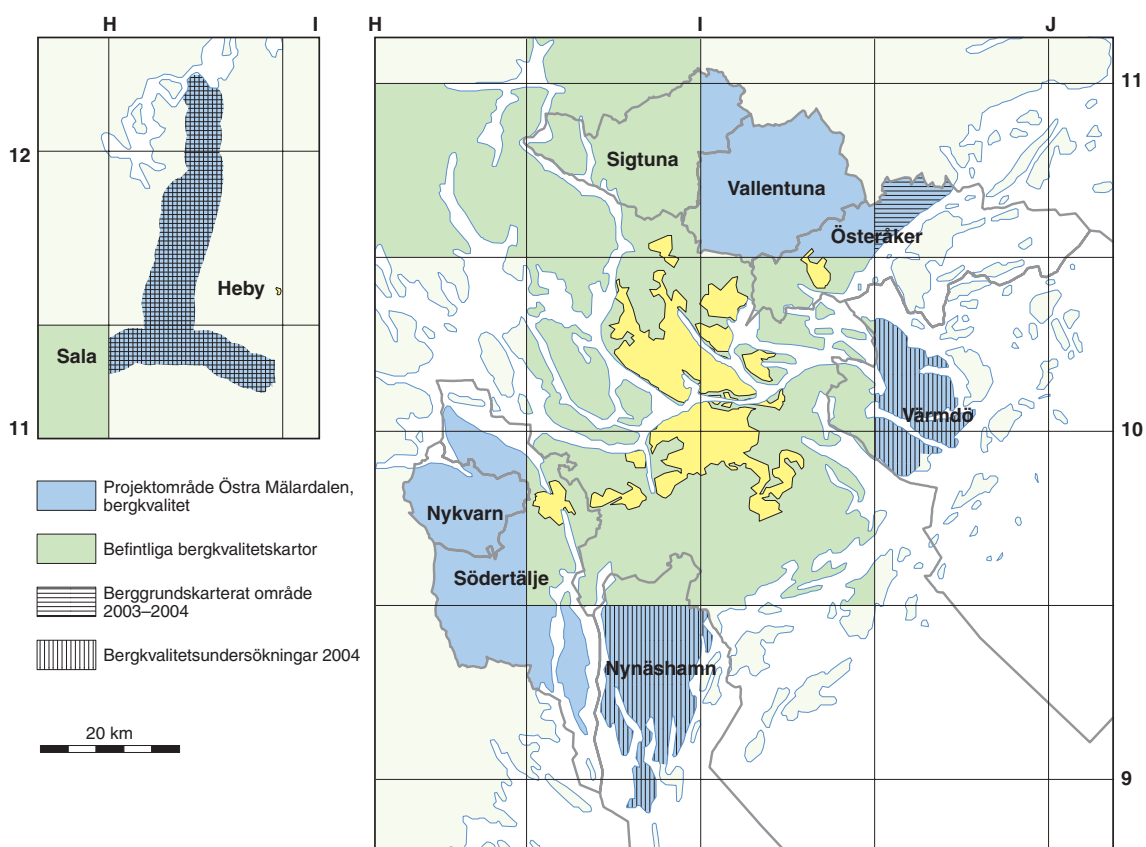 H
I
12
Heby
Sala
11
H
I
J
11
Sigtuna
Vallentuna
Österåker
Värmdö
10
Nykvarn
Södertälje
Nynäshamn
9
Projektområde Östra Mälardalen,
bergkvalitet
Befintliga bergkvalitetskartor
Berggrundskarterat område
2003–2004
Bergkvalitetsundersökningar 2004
20 km